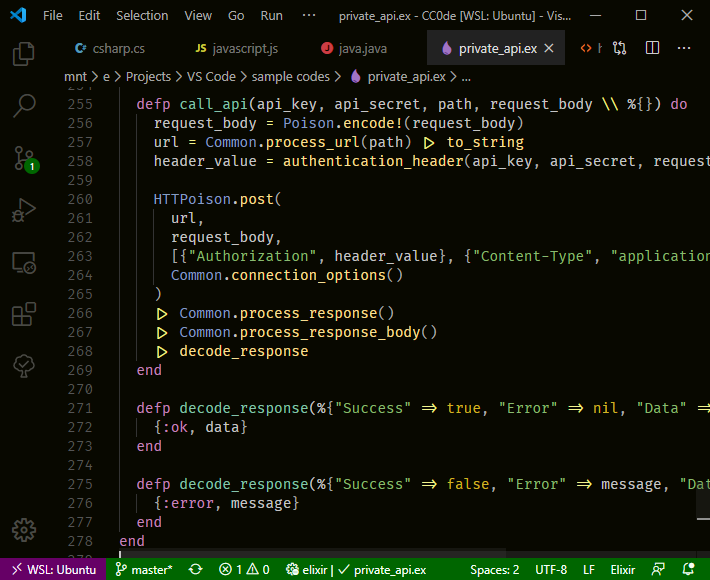 File Edit Selection View Go Run ··· private_api.ex - CC0de [WSL: Ubuntu] - Vis...
csharp.cs JS javascript.js java.java private_api.ex
mnt > e > Projects > VS Code > sample codes > private_api.ex > ...
255 defp call_api(api_key, api_secret, path, request_body \\ %{}) do
256 request_body = Poison.encode!(request_body)
257 url = Common.process_url(path) |> to_string
258 header_value = authentication_header(api_key, api_secret, request
259
260 HTTPoison.post(
261 url,
262 request_body,
263 [{"Authorization", header_value}, {"Content-Type", "application
264 Common.connection_options()
265 )
266 |> Common.process_response()
267 |> Common.process_response_body()
268 |> decode_response
269 end
270
271 defp decode_response(%{"Success" => true, "Error" => nil, "Data" =>
272 {:ok, data}
273 end
274
275 defp decode_response(%{"Success" => false, "Error" => message, "Dat
276 {:error, message}
277 end
278 end
1
WSL: Ubuntu master* 1 0 elixir | ✓ private_api.ex Spaces: 2 UTF-8 LF Elixir